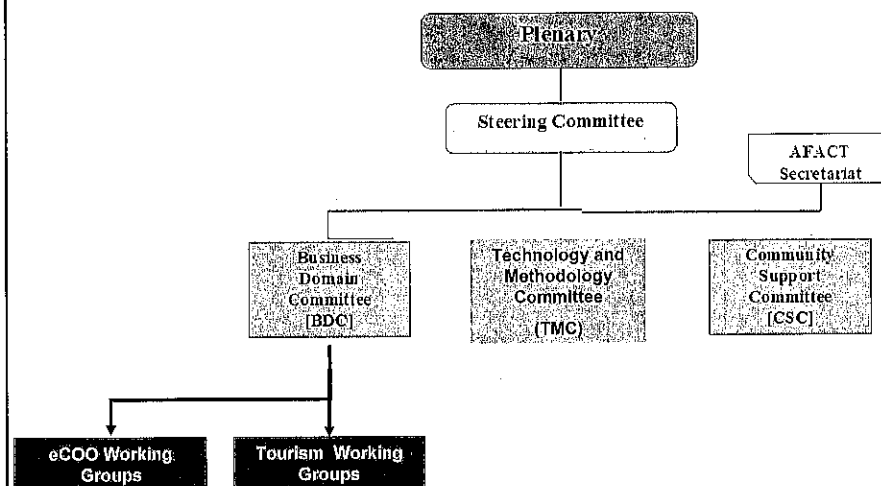 Plenary
Steering Committee
AFACT
Secretariat
Business
Domain
Committee
[BDC]
Technology and
Methodology
Committee
(TMC)
Community
Support
Committee
[CSC]
eCOO Working
Groups
Tourism Working
Groups